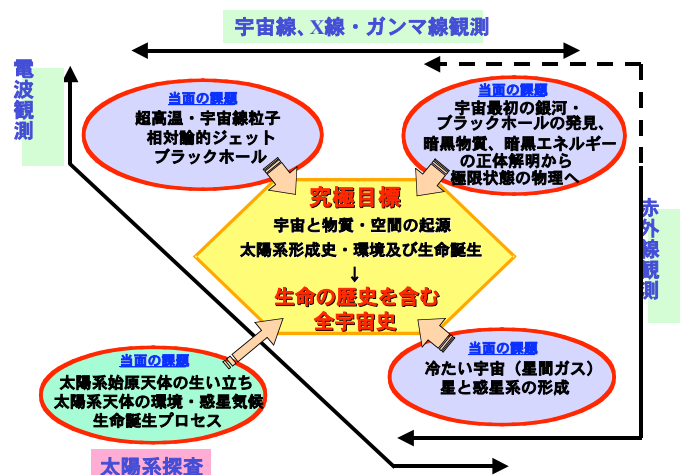 宇宙線、X線・ガンマ線観測
電波観測
当面の課題
超高温・宇宙線粒子
相対論的ジェット
ブラックホール
当面の課題
宇宙最初の銀河・
ブラックホールの発見、
暗黒物質、暗黒エネルギー
の正体解明から
極限状態の物理へ
赤外線観測
究極目標
宇宙と物質・空間の起源
太陽系形成史・環境及び生命誕生
↓
生命の歴史を含む
全宇宙史
当面の課題
太陽系始原天体の生い立ち
太陽系天体の環境・惑星気候
生命誕生プロセス
当面の課題
冷たい宇宙（星間ガス）
星と惑星系の形成
太陽系探査